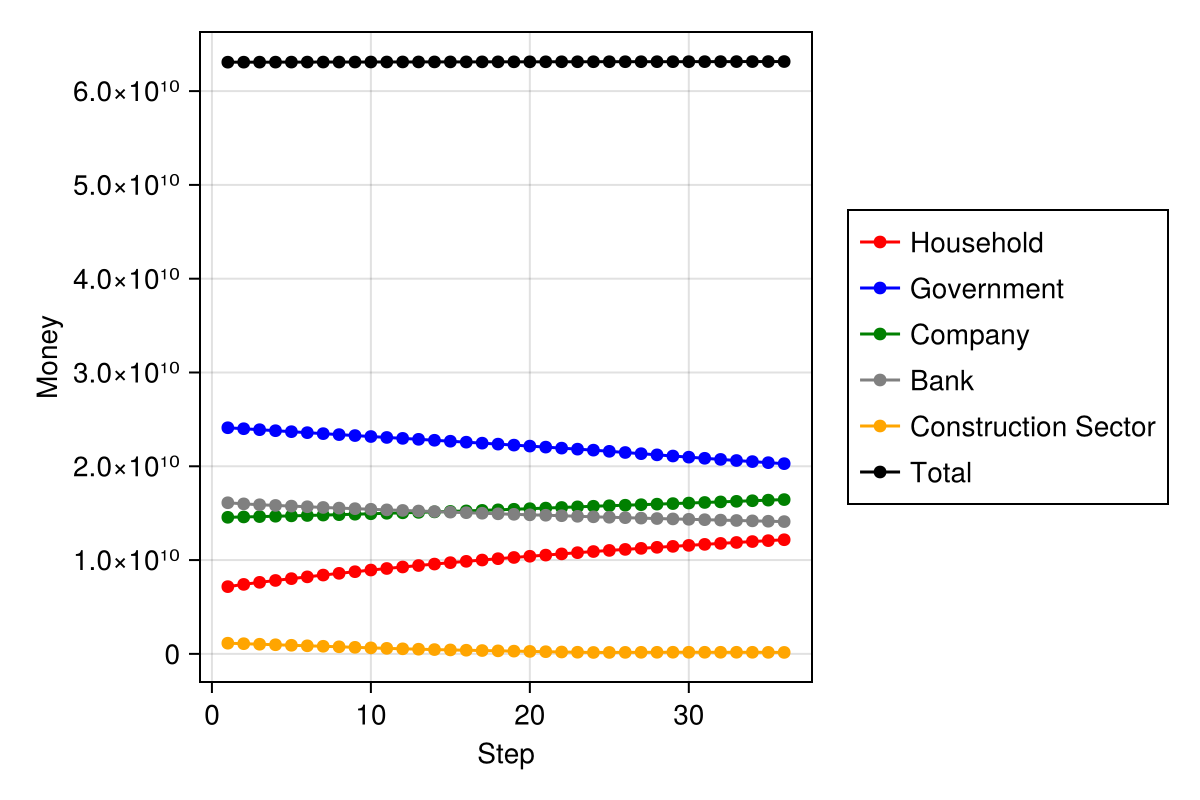 6.0×10¹⁰
5.0×10¹⁰
4.0×10¹⁰
3.0×10¹⁰
2.0×10¹⁰
1.0×10¹⁰
0
Money
0 10 20 30
Step
Household
Government
Company
Bank
Construction Sector
Total